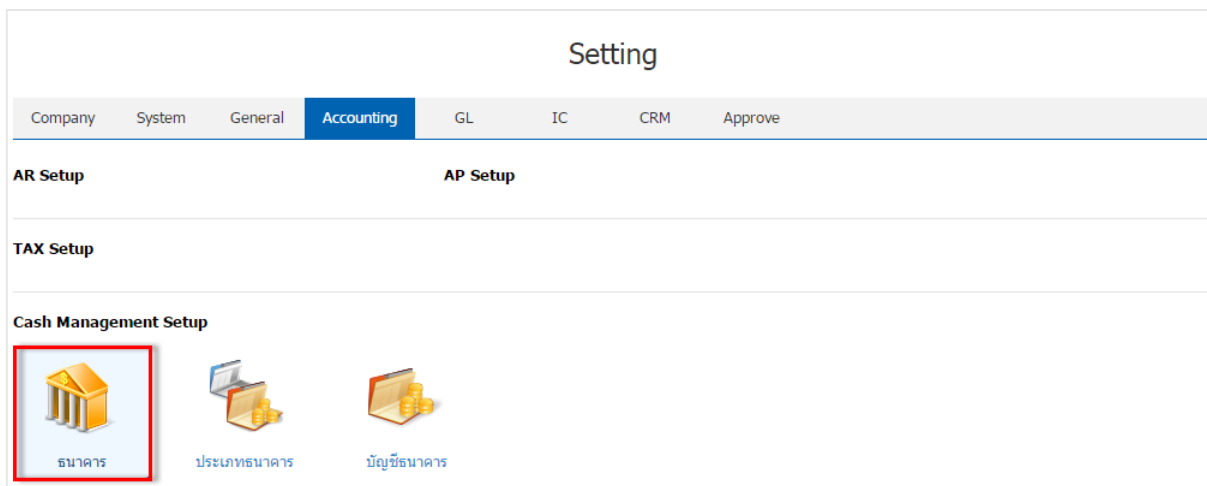 Setting
Company System General Accounting GL IC CRM Approve
AR Setup AP Setup
TAX Setup
Cash Management Setup
ธนาคาร ประเภทธนาคาร บัญชีธนาคาร